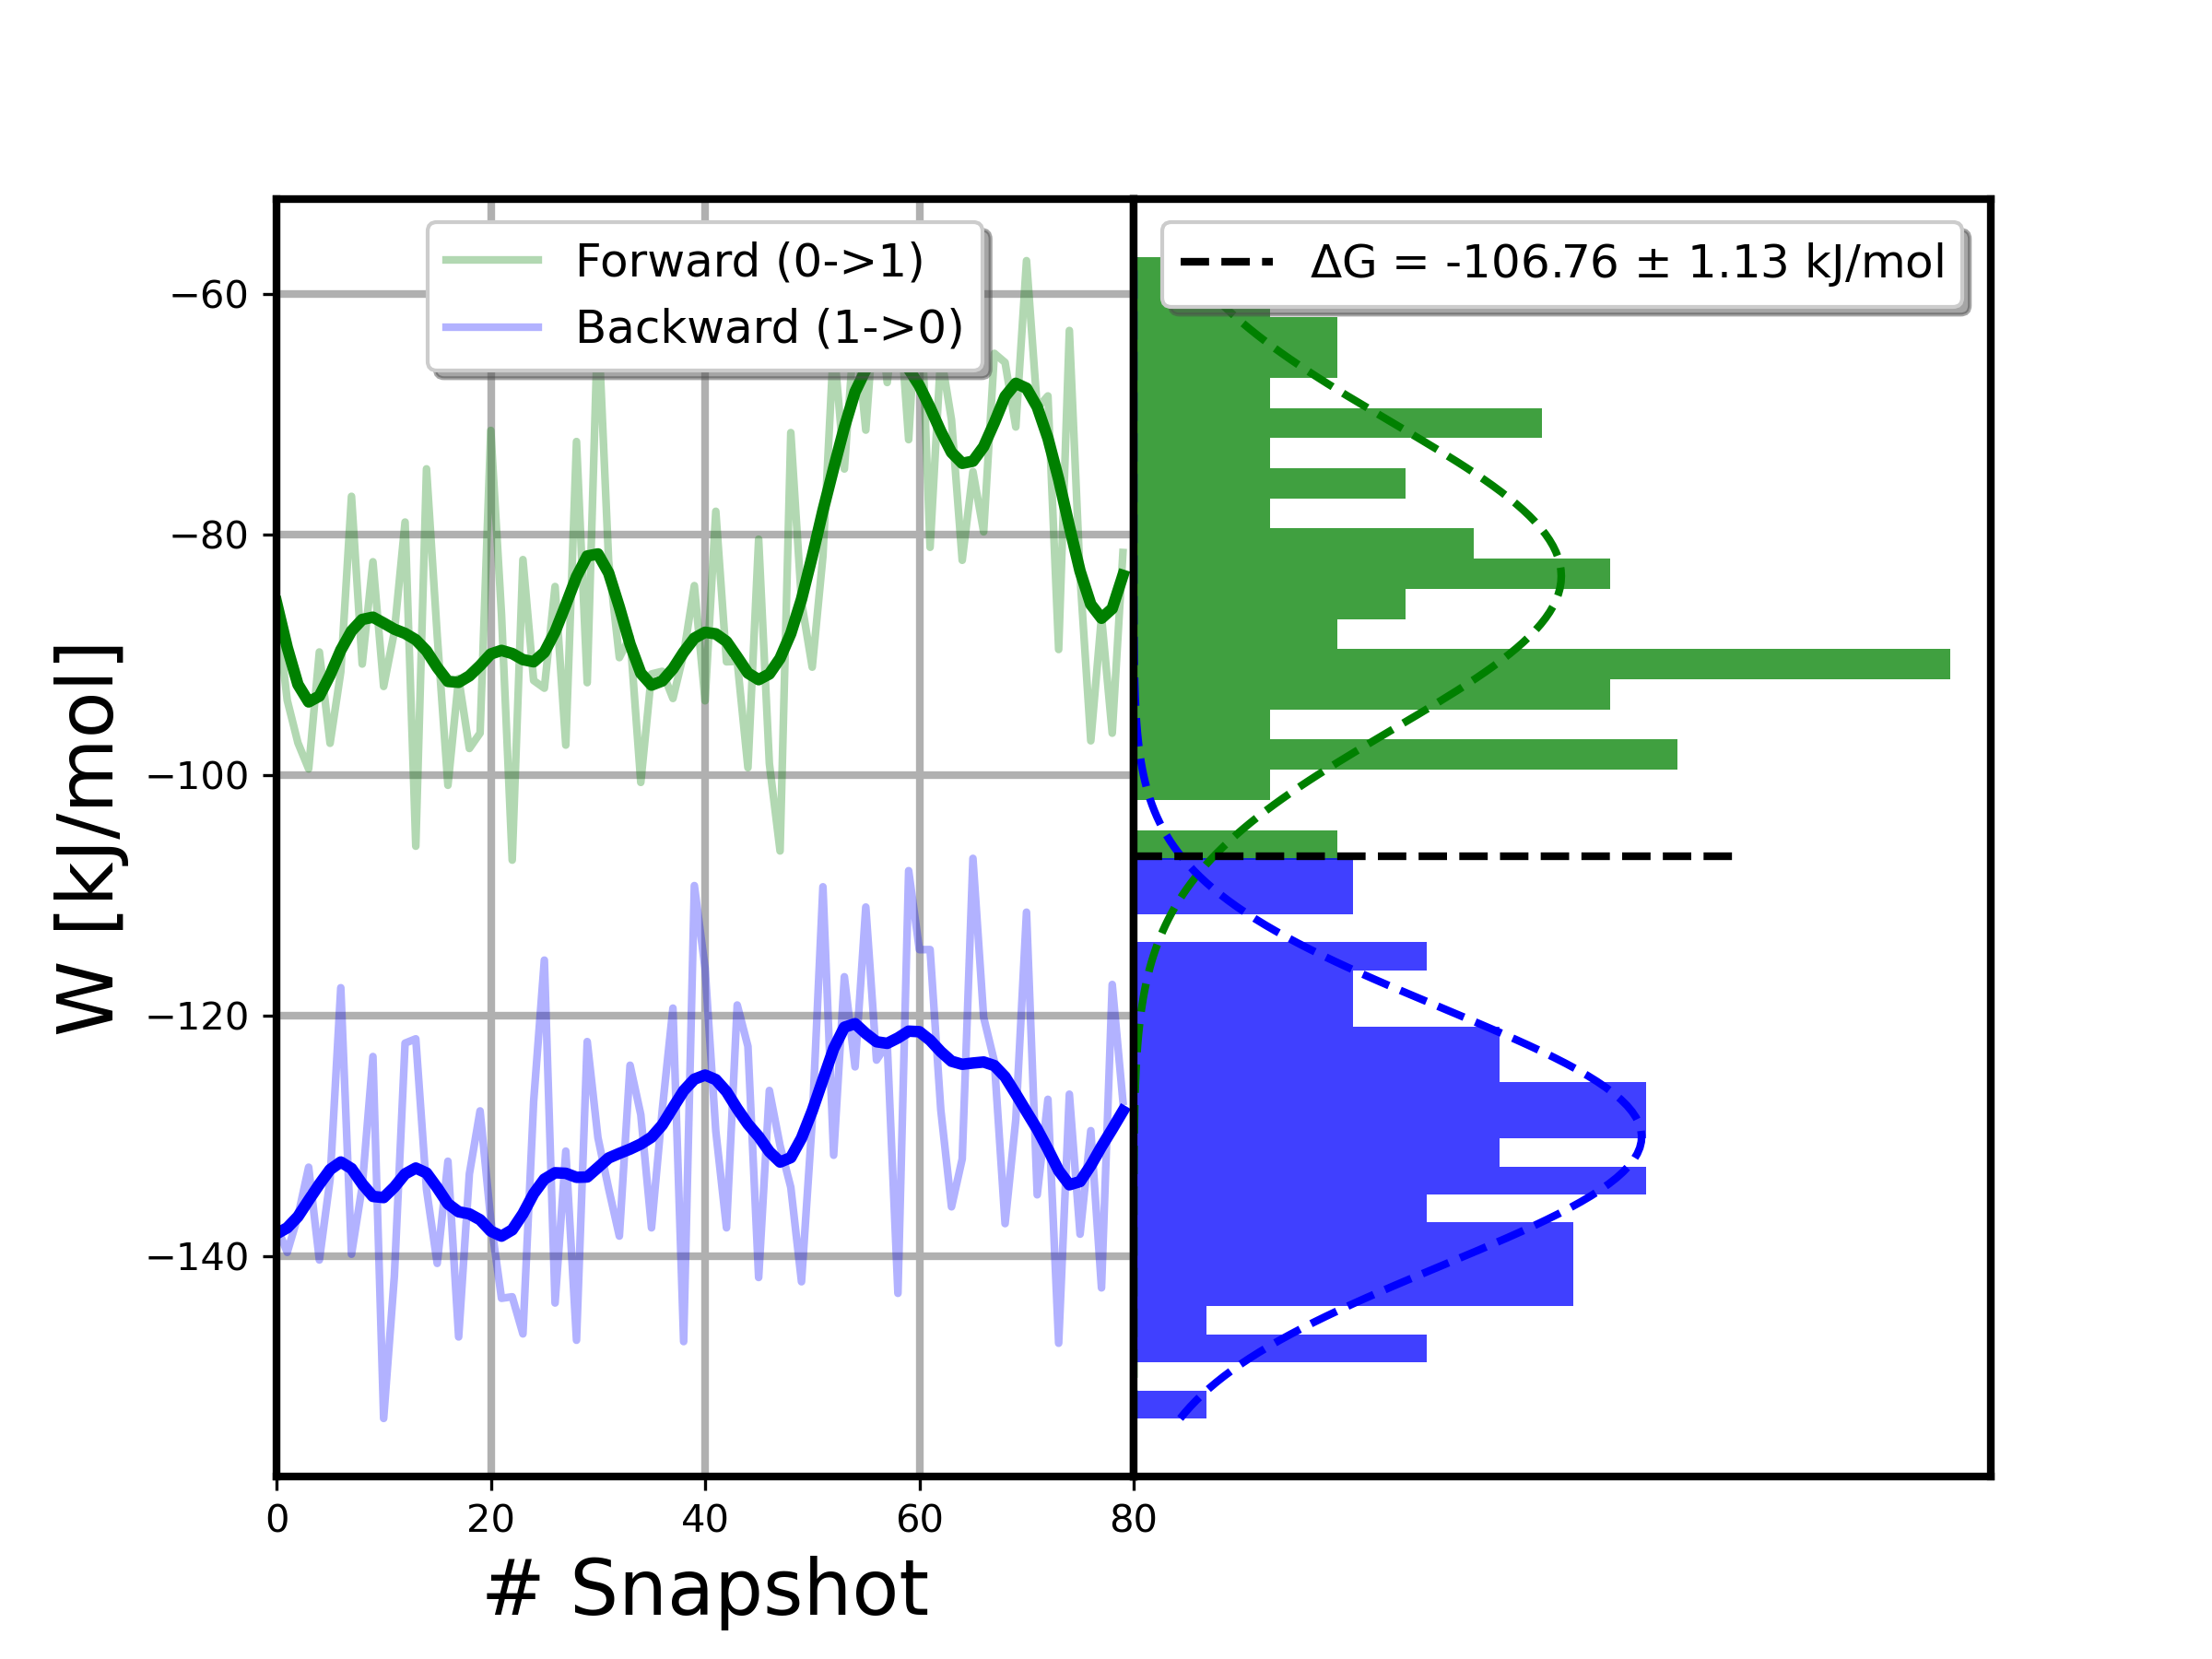 Forward (0->1)
Backward (1->0)
ΔG = -106.76 ± 1.13 kJ/mol
W [kJ/mol]
−60
−80
−100
−120
−140
0 20 40 60 80
# Snapshot